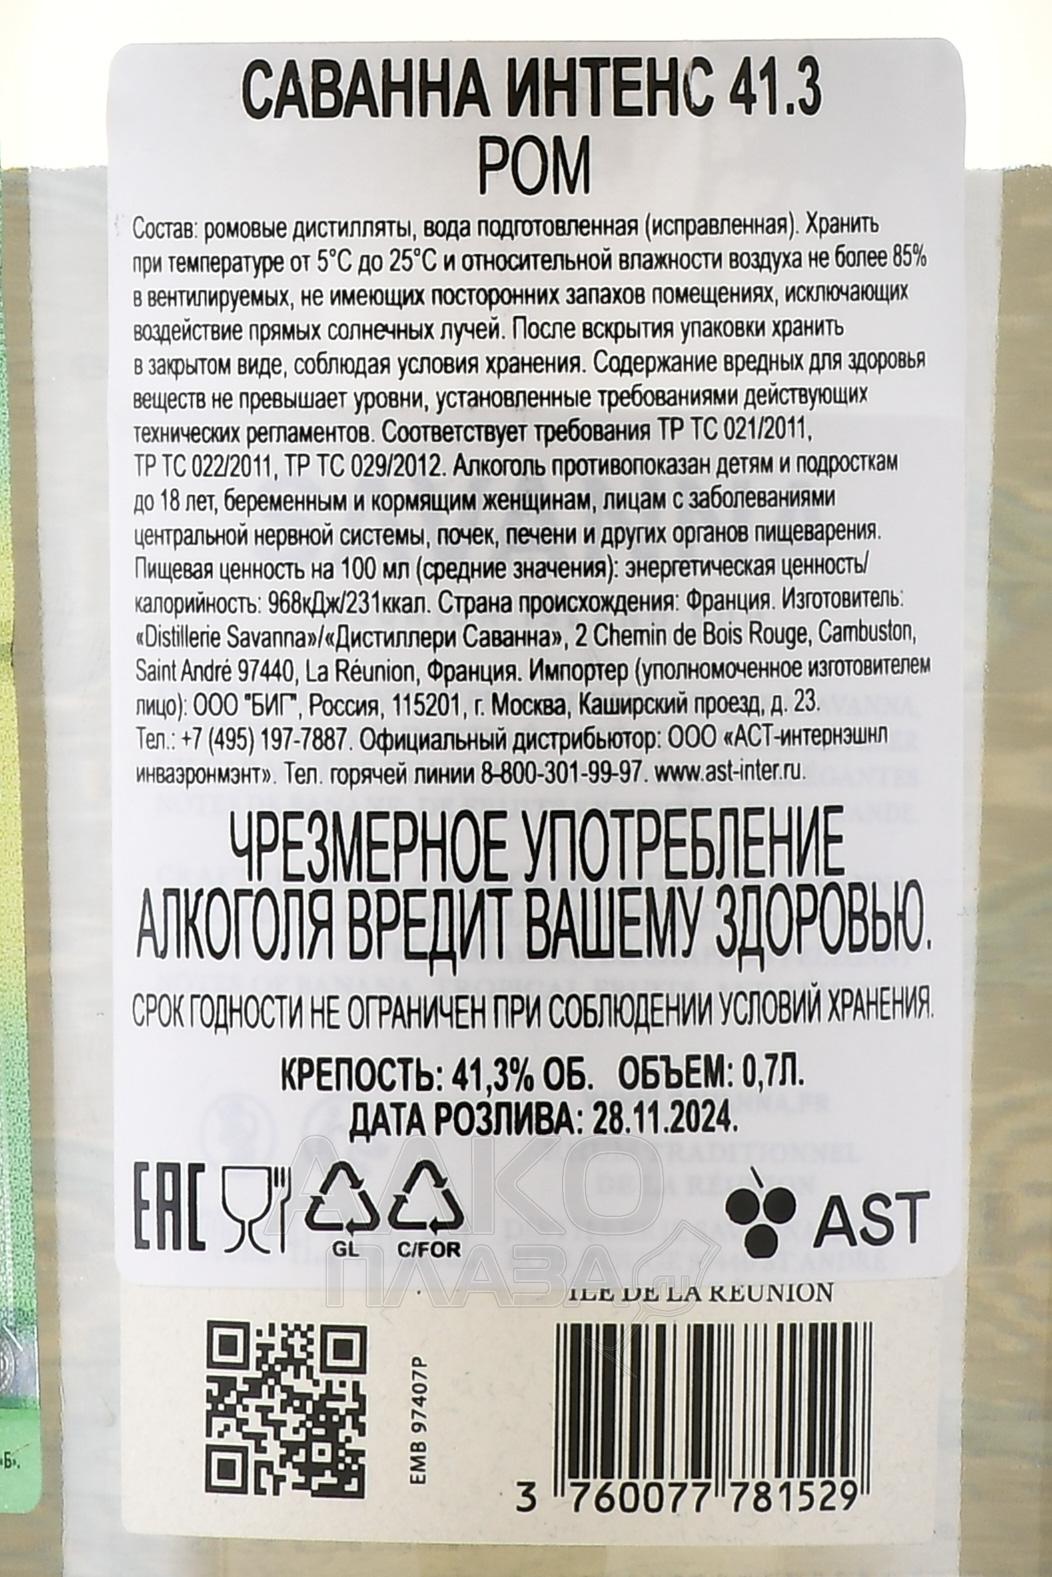 САВАННА ИНТЕНС 41.3
РОМ
Состав: ромовые дистилляты, вода подготовленная (исправленная). Хранить
при температуре от 5°С до 25°С и относительной влажности воздуха не более 85%
в вентилируемых, не имеющих посторонних запахов помещениях, исключающих
воздействие прямых солнечных лучей. После вскрытия упаковки хранить
в закрытом виде, соблюдая условия хранения. Содержание вредных для здоровья
веществ не превышает уровни, установленные требованиями действующих
технических регламентов. Соответствует требования ТР ТС 021/2011,
ТР ТС 022/2011, ТР ТС 029/2012. Алкоголь противопоказан детям и подросткам
до 18 лет, беременным и кормящим женщинам, лицам с заболеваниями
центральной нервной системы, почек, печени и других органов пищеварения.
Пищевая ценность на 100 мл (средние значения): энергетическая ценность/
калорийность: 968кДж/231ккал. Страна происхождения: Франция. Изготовитель:
«Distillerie Savanna»/«Дистиллери Саванна», 2 Chemin de Bois Rouge, Cambuston,
Saint André 97440, La Réunion, Франция. Импортер (уполномоченное изготовителем
лицо): ООО "БИГ", Россия, 115201, г. Москва, Каширский проезд, д. 23.
Тел.: +7 (495) 197-7887. Официальный дистрибьютор: ООО «АСТ-интернэшнл
инваэронмэнт». Тел. горячей линии 8-800-301-99-97. www.ast-inter.ru.
ЧРЕЗМЕРНОЕ УПОТРЕБЛЕНИЕ
АЛКОГОЛЯ ВРЕДИТ ВАШЕМУ ЗДОРОВЬЮ.
СРОК ГОДНОСТИ НЕ ОГРАНИЧЕН ПРИ СОБЛЮДЕНИИ УСЛОВИЙ ХРАНЕНИЯ.
КРЕПОСТЬ: 41,3% ОБ. ОБЪЕМ: 0,7Л.
ДАТА РОЗЛИВА: 28.11.2024.
EAC
GL
C/FOR
AST
АЛКО
ПЛАЗА.ru
ILE DE LA RÉUNION
EMB 97407P
3 760077 781529
«Б».